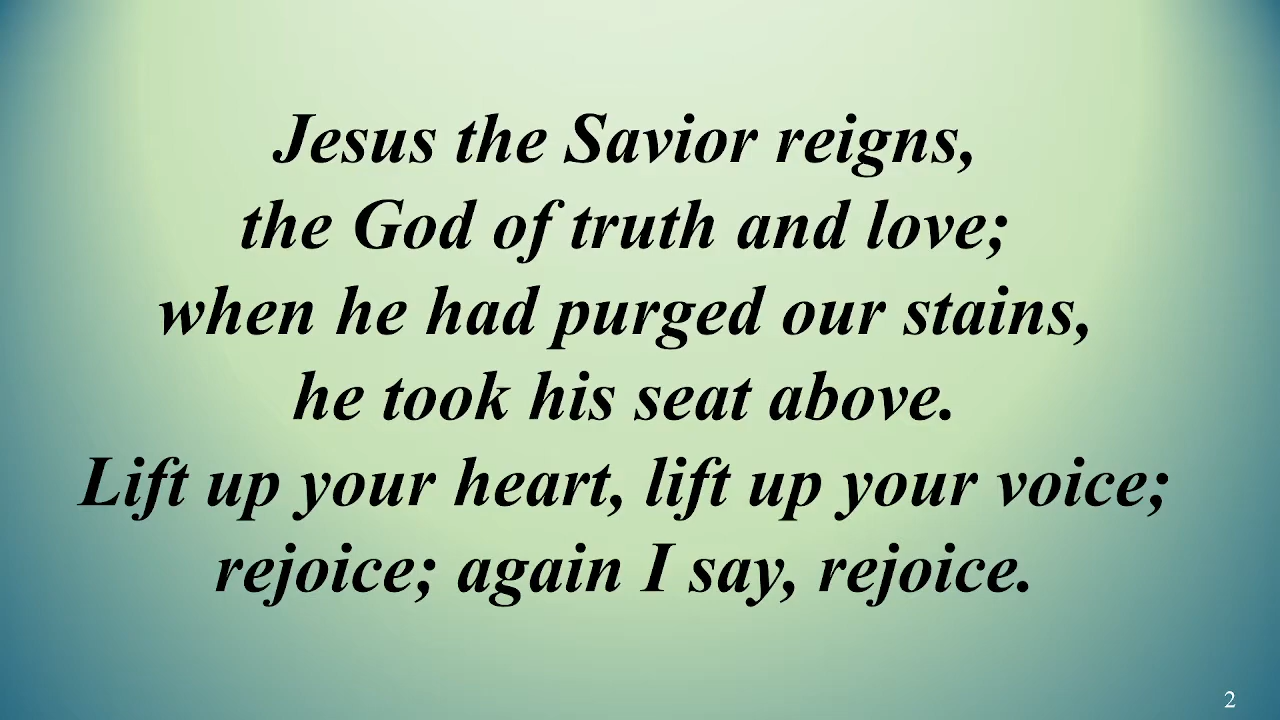 Jesus the Savior reigns,
the God of truth and love;
when he had purged our stains,
he took his seat above.
Lift up your heart, lift up your voice;
rejoice; again I say, rejoice.
2